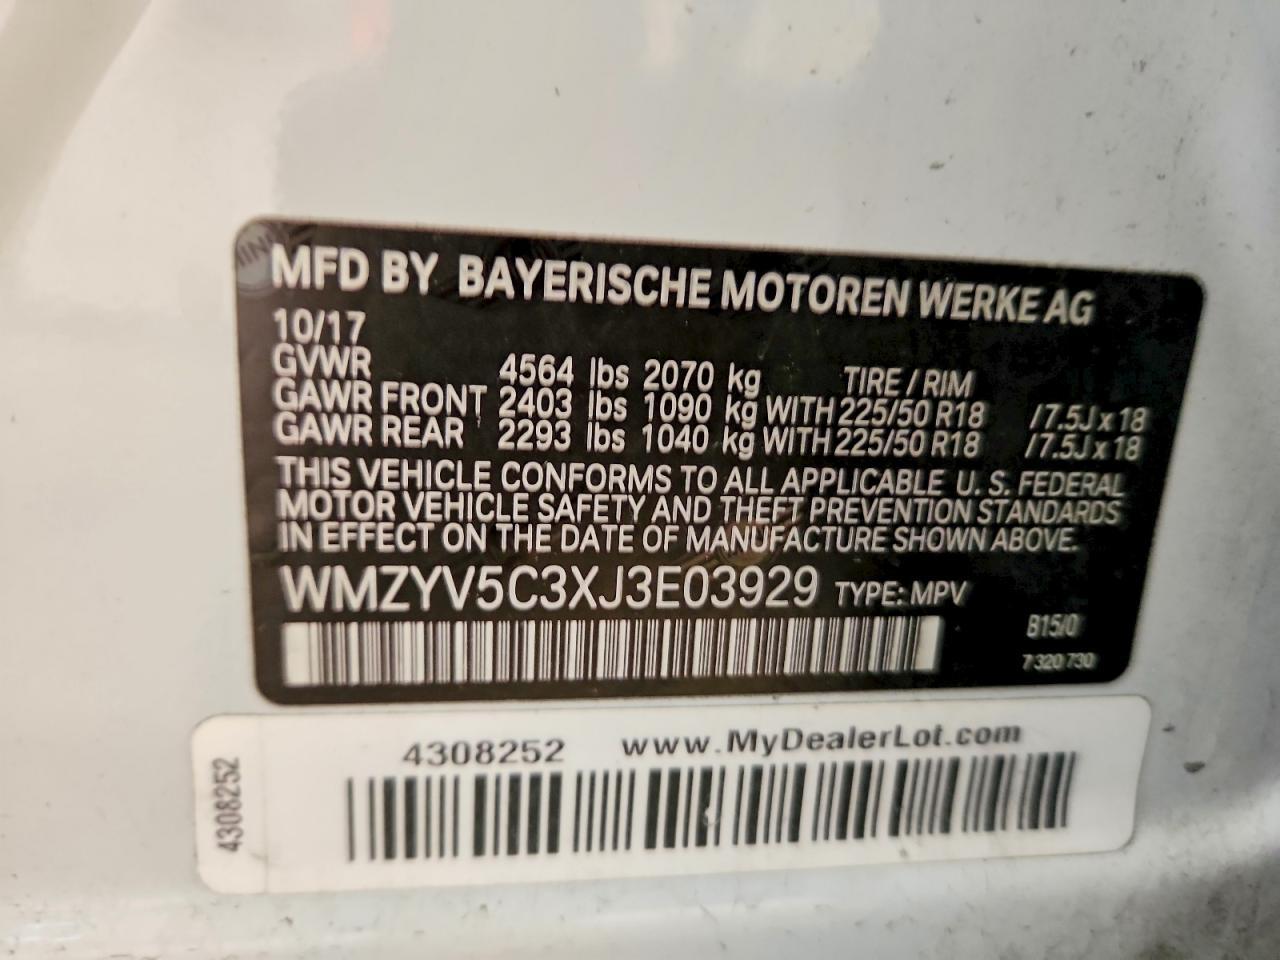 MINI
MFD BY BAYERISCHE MOTOREN WERKE AG
10/17
GVWR 4564 lbs 2070 kg TIRE / RIM
GAWR FRONT 2403 lbs 1090 kg WITH 225/50 R18 /7.5J x 18
GAWR REAR 2293 lbs 1040 kg WITH 225/50 R18 /7.5J x 18
THIS VEHICLE CONFORMS TO ALL APPLICABLE U. S. FEDERAL
MOTOR VEHICLE SAFETY AND THEFT PREVENTION STANDARDS
IN EFFECT ON THE DATE OF MANUFACTURE SHOWN ABOVE.
WMZYV5C3XJ3E03929 TYPE: MPV
B15/0
7 320 730
4308252 www.MyDealerLot.com
4308252